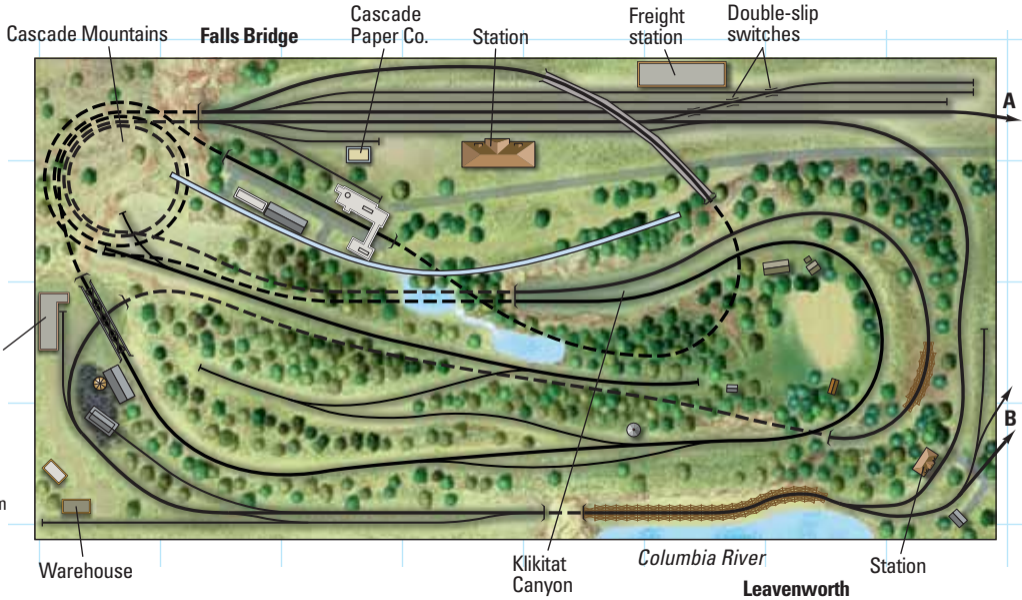 Cascade Mountains
Falls Bridge
Cascade
Paper Co.
Station
Freight
station
Double-slip
switches
A
B
Warehouse
Klikitat
Canyon
Columbia River
Leavenworth
Station